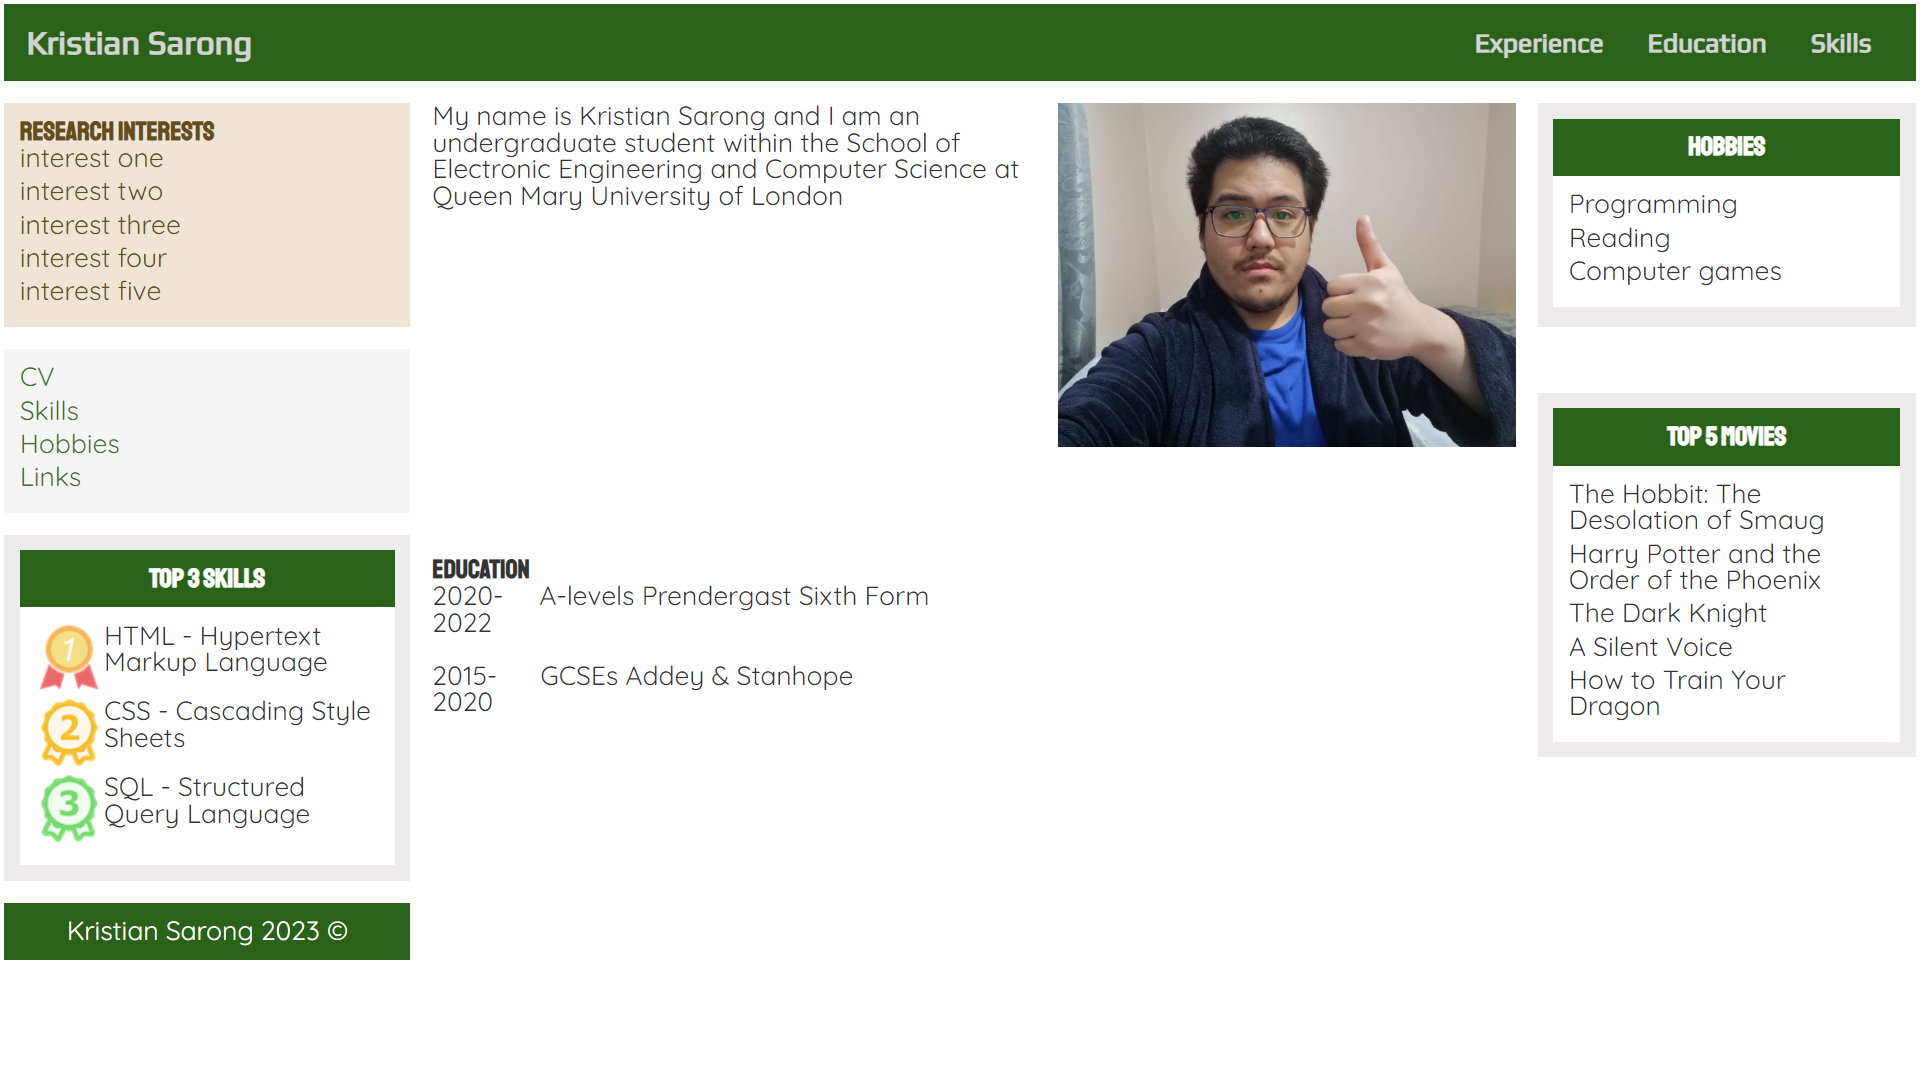 Kristian Sarong
Experience
Education
Skills
RESEARCH INTERESTS
interest one
interest two
interest three
interest four
interest five
CV
Skills
Hobbies
Links
TOP 3 SKILLS
1
HTML - Hypertext
Markup Language
2
CSS - Cascading Style
Sheets
3
SQL - Structured
Query Language
Kristian Sarong 2023 ©
My name is Kristian Sarong and I am an
undergraduate student within the School of
Electronic Engineering and Computer Science at
Queen Mary University of London
EDUCATION
2020-
2022
A-levels Prendergast Sixth Form
2015-
2020
GCSEs Addey & Stanhope
HOBBIES
Programming
Reading
Computer games
TOP 5 MOVIES
The Hobbit: The
Desolation of Smaug
Harry Potter and the
Order of the Phoenix
The Dark Knight
A Silent Voice
How to Train Your
Dragon